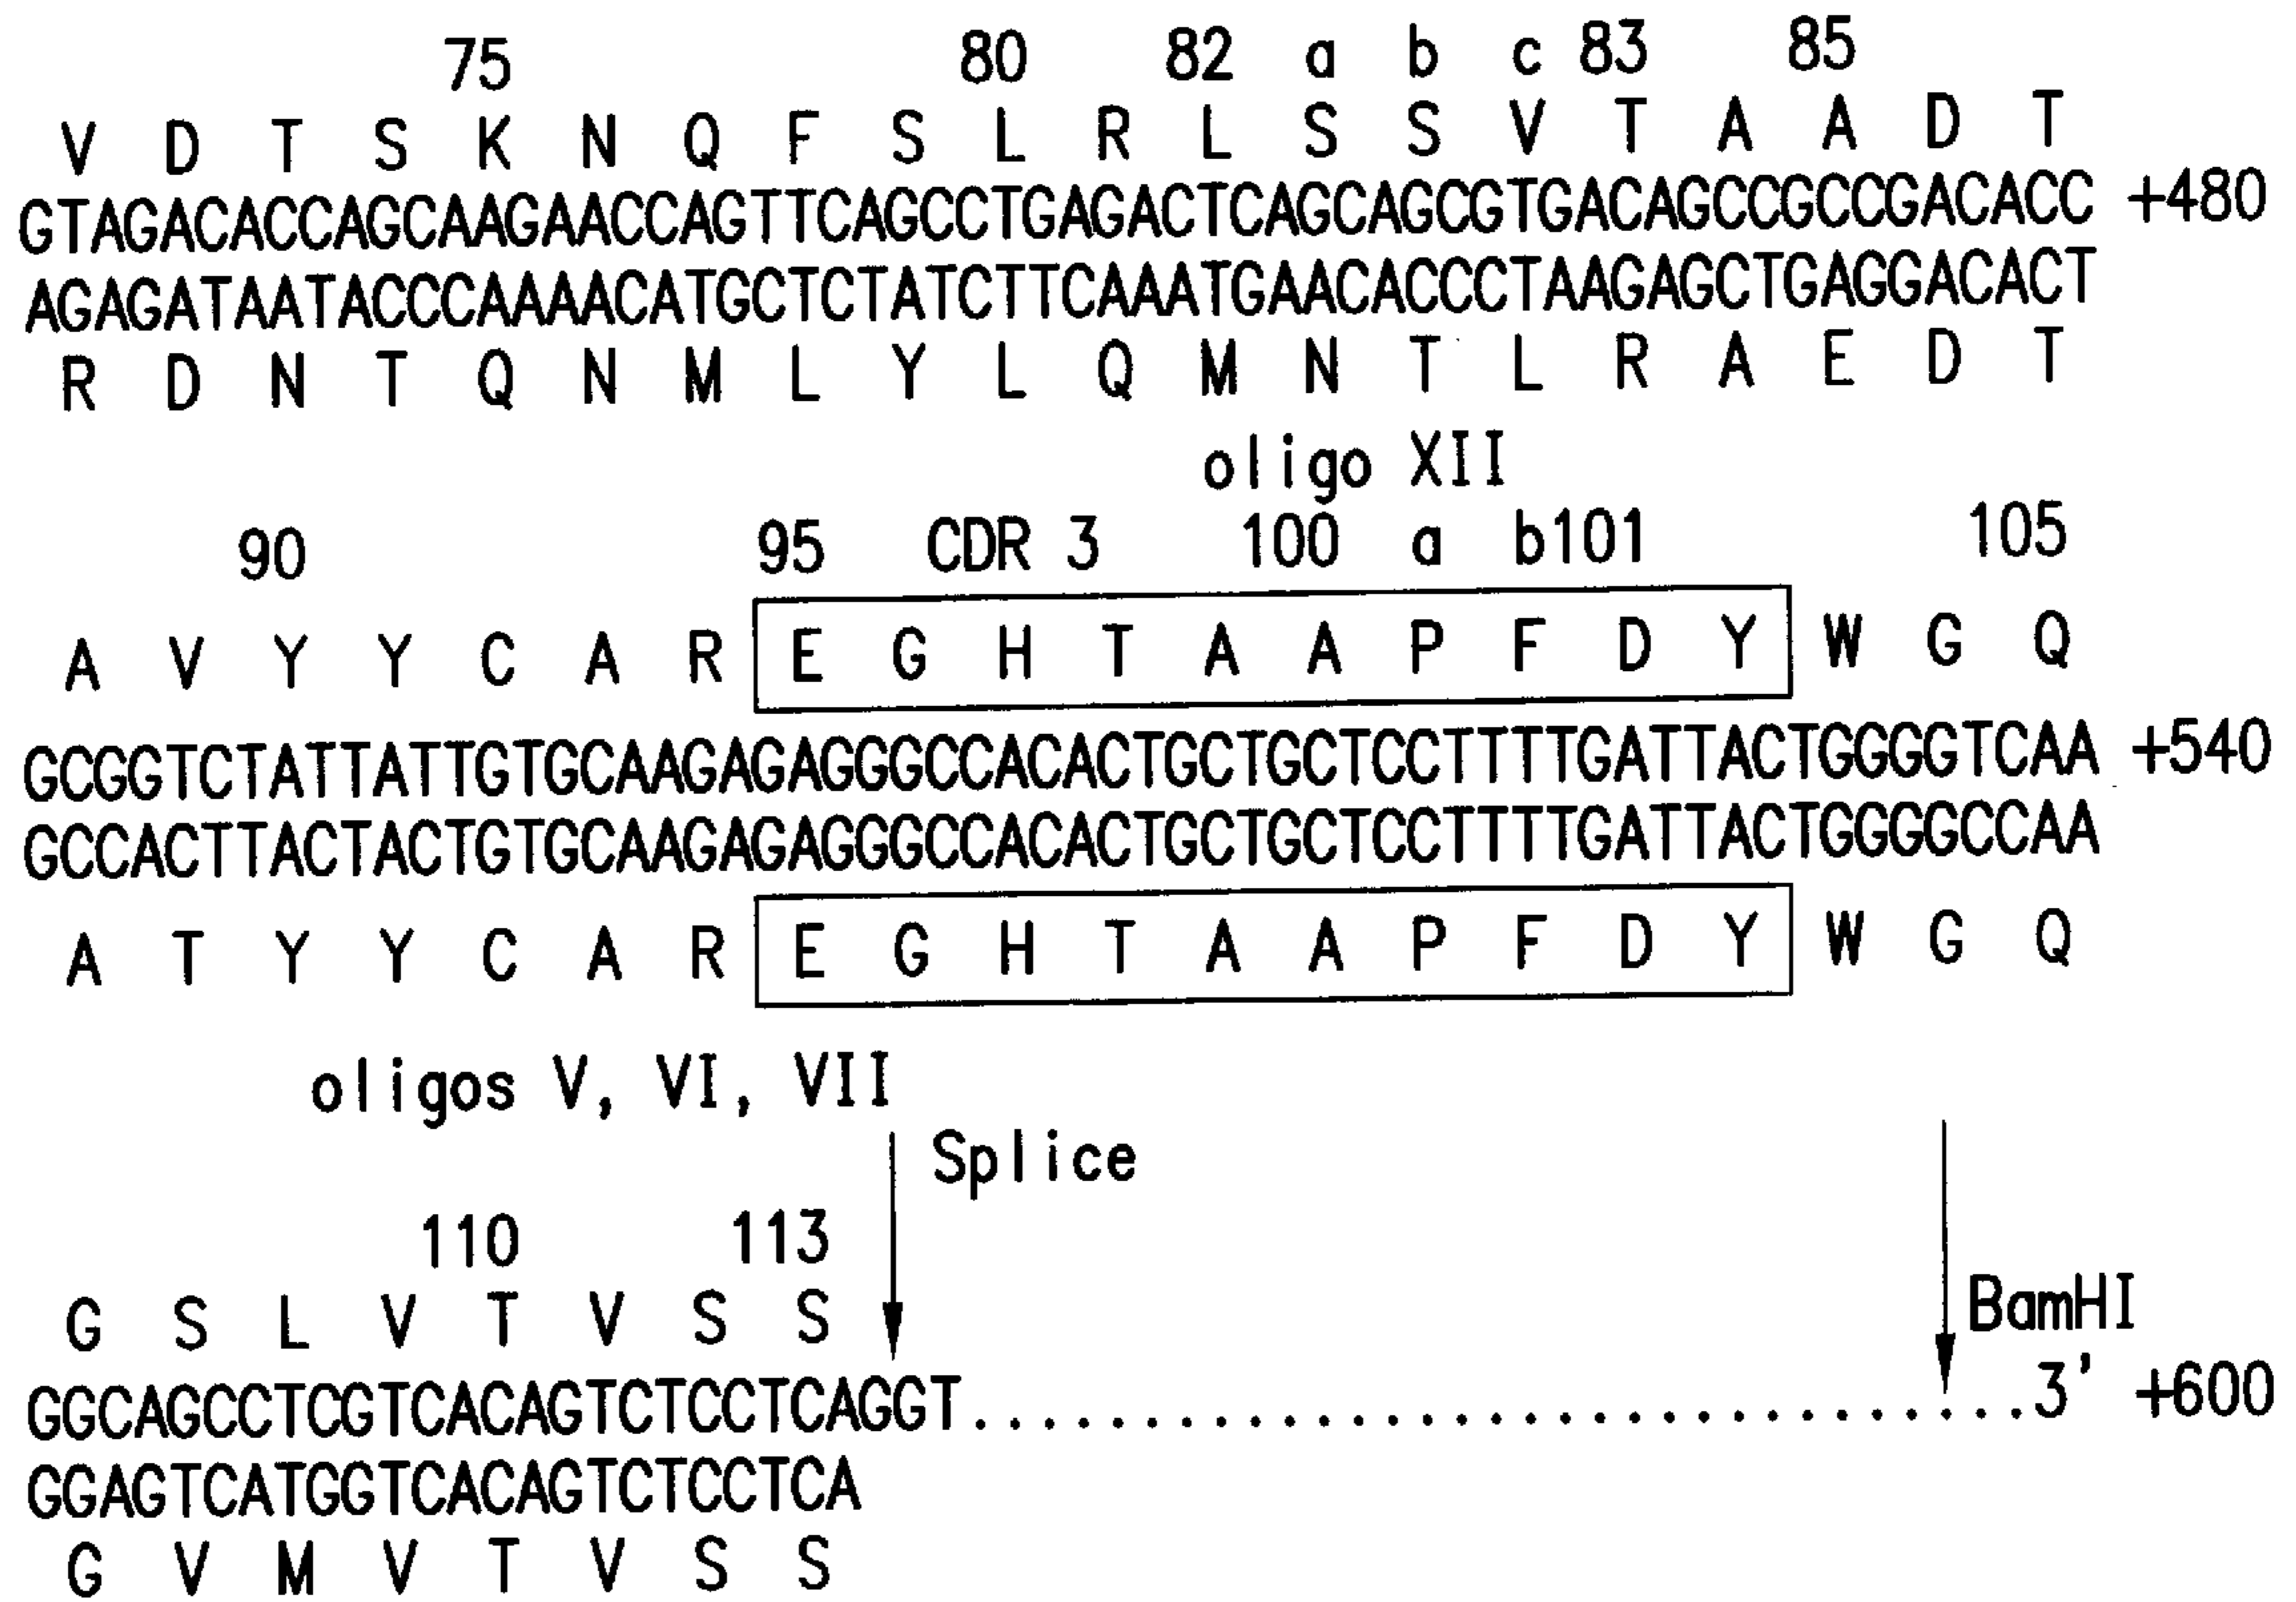 75 80 82 a b c 83 85
V D T S K N Q F S L R L S S V T A A D T
GTAGACACCAGCAAGAACCAGTTCAGCCTGAGACTCAGCAGCGTGACAGCCGCCGACACC +480
AGAGATAATACCCAAAACATGCTCTATCTTCAAATGAACACCCTAAGAGCTGAGGACACT
R D N T Q N M L Y L Q M N T L R A E D T
oligo XII
90 95 CDR 3 100 a b101 105
A V Y Y C A R E G H T A A P F D Y W G Q
GCGGTCTATTATTGTGCAAGAGAGGGCCACACTGCTGCTCCTTTTGATTACTGGGGTCAA +540
GCCACTTACTACTGTGCAAGAGAGGGCCACACTGCTGCTCCTTTTGATTACTGGGGCCAA
A T Y Y C A R E G H T A A P F D Y W G Q
oligos V, VI, VII
Splice
110 113
BamHI
G S L V T V S S
GGCAGCCTCGTCACAGTCTCCTCAGGT...............................3' +600
GGAGTCATGGTCACAGTCTCCTCA
G V M V T V S S